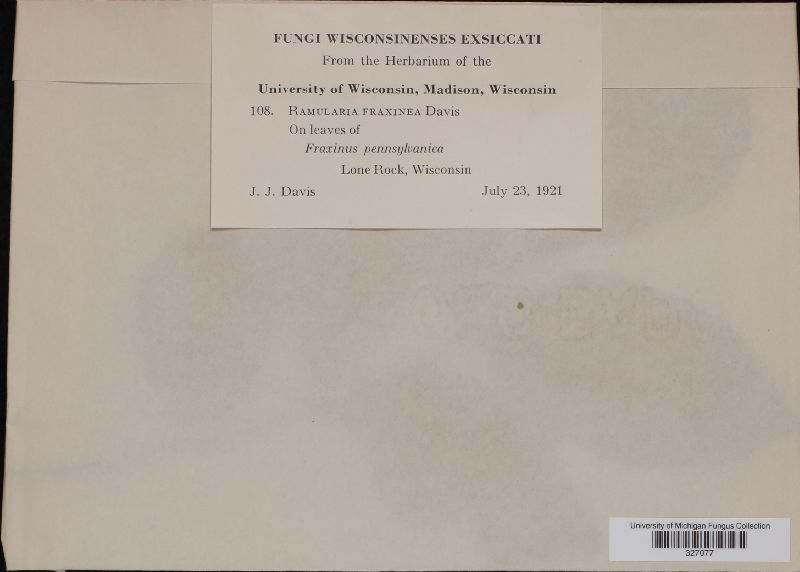 FUNGI WISCONSINENSES EXSICCATI
From the Herbarium of the
University of Wisconsin, Madison, Wisconsin
108. RAMULARIA FRAXINEA Davis
On leaves of
Fraxinus pennsylvanica
Lone Rock, Wisconsin
J. J. Davis July 23, 1921
University of Michigan Fungus Collection
327077